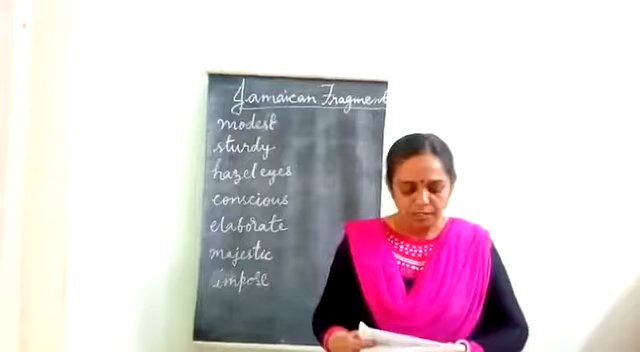 Jamaican Fragment
modest
sturdy
hazel eyes
conscious
elaborate
majestic
impose